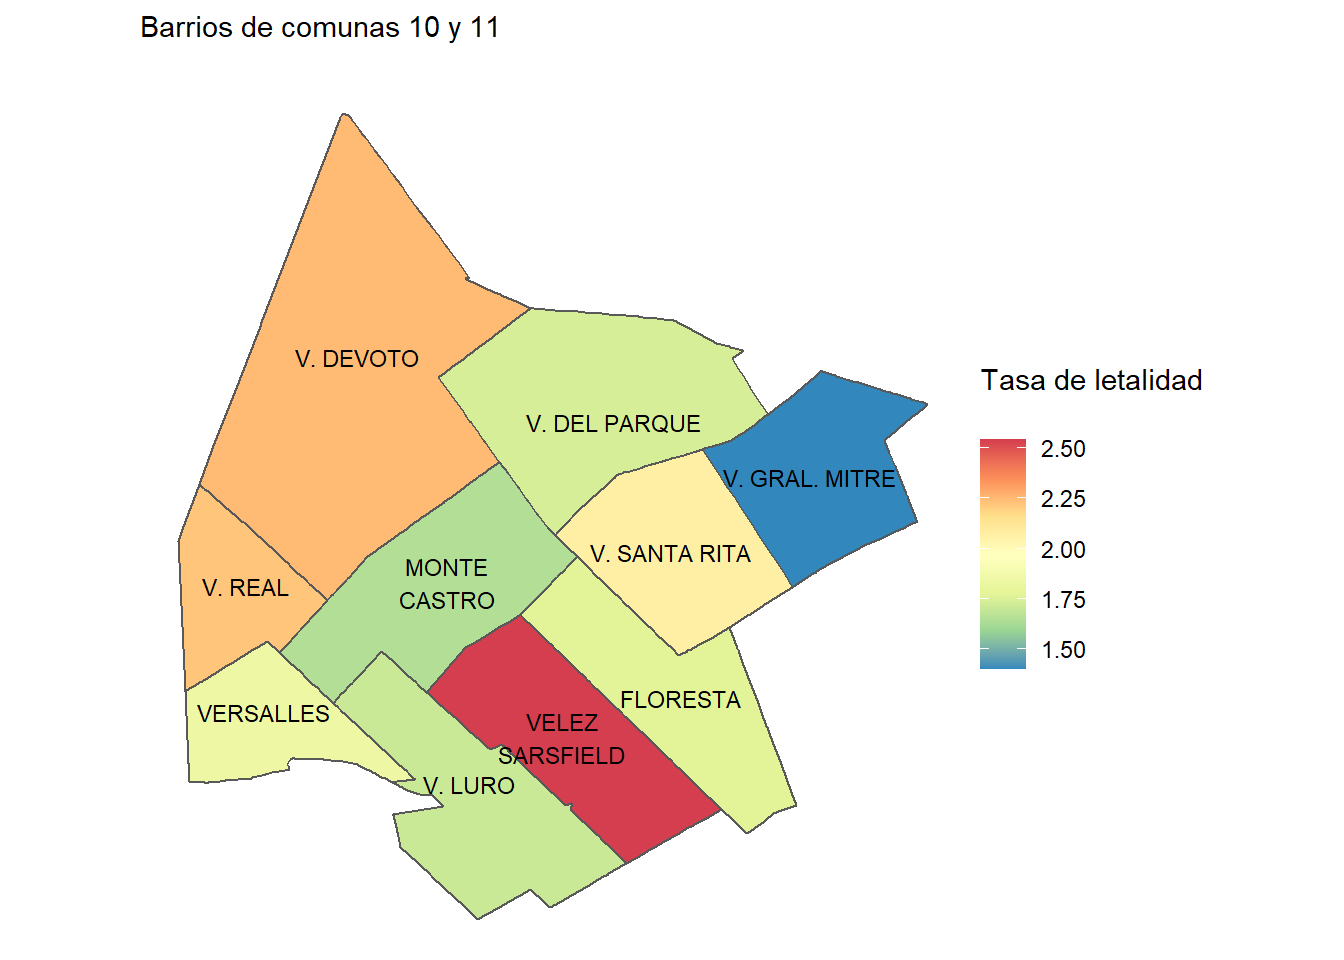 Barrios de comunas 10 y 11
V. DEVOTO
V. DEL PARQUE
V. GRAL. MITRE
V. SANTA RITA
MONTE
CASTRO
V. REAL
FLORESTA
VERSALLES
VELEZ
SARSFIELD
V. LURO
Tasa de letalidad
2.50
2.25
2.00
1.75
1.50